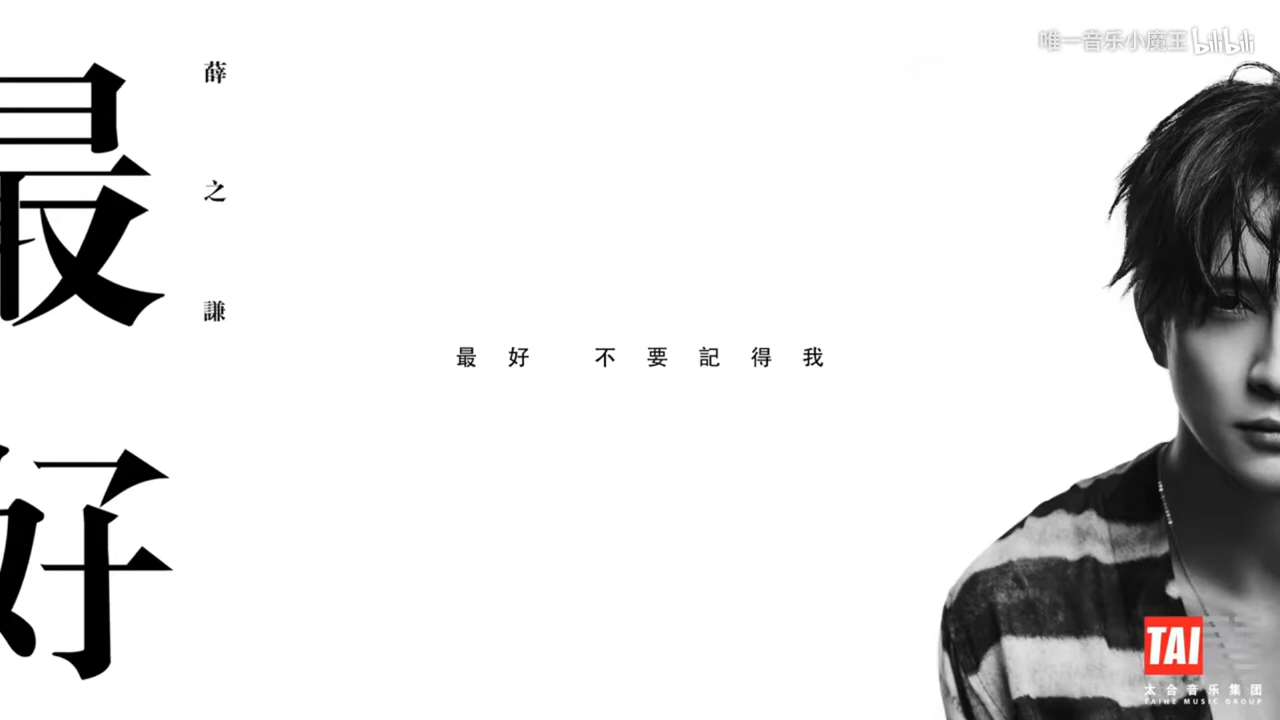 最好
薛之謙
唯一音乐小魔王 bilibili
最好 不要記得我
TAI
太合音乐集团
TAIHE MUSIC GROUP